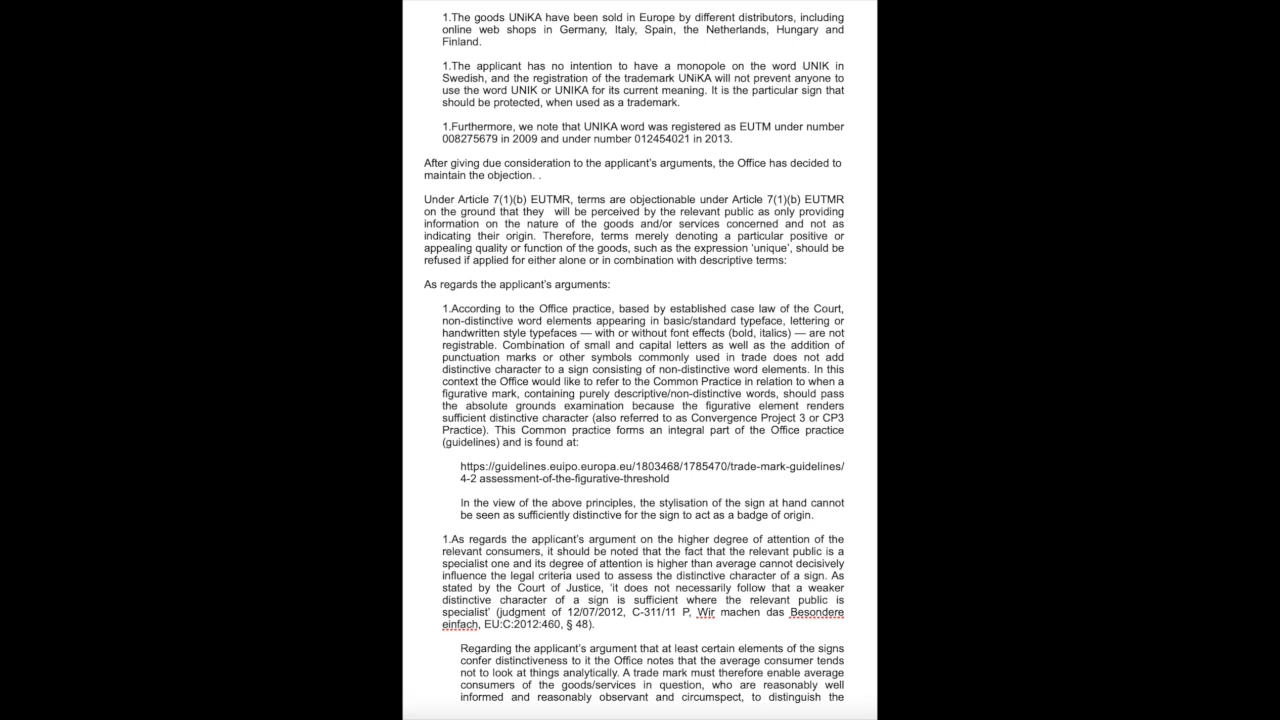 1.The goods UNiKA have been sold in Europe by different distributors, including
online web shops in Germany, Italy, Spain, the Netherlands, Hungary and
Finland.
1.The applicant has no intention to have a monopole on the word UNIK in
Swedish, and the registration of the trademark UNiKA will not prevent anyone to
use the word UNIK or UNIKA for its current meaning. It is the particular sign that
should be protected, when used as a trademark.
1.Furthermore, we note that UNIKA word was registered as EUTM under number
008275679 in 2009 and under number 012454021 in 2013.
After giving due consideration to the applicant's arguments, the Office has decided to
maintain the objection. .
Under Article 7(1)(b) EUTMR, terms are objectionable under Article 7(1)(b) EUTMR
on the ground that they will be perceived by the relevant public as only providing
information on the nature of the goods and/or services concerned and not as
indicating their origin. Therefore, terms merely denoting a particular positive or
appealing quality or function of the goods, such as the expression 'unique', should be
refused if applied for either alone or in combination with descriptive terms:
As regards the applicant's arguments:
1.According to the Office practice, based by established case law of the Court,
non-distinctive word elements appearing in basic/standard typeface, lettering or
handwritten style typefaces — with or without font effects (bold, italics) — are not
registrable. Combination of small and capital letters as well as the addition of
punctuation marks or other symbols commonly used in trade does not add
distinctive character to a sign consisting of non-distinctive word elements. In this
context the Office would like to refer to the Common Practice in relation to when a
figurative mark, containing purely descriptive/non-distinctive words, should pass
the absolute grounds examination because the figurative element renders
sufficient distinctive character (also referred to as Convergence Project 3 or CP3
Practice). This Common practice forms an integral part of the Office practice
(guidelines) and is found at:
https://guidelines.euipo.europa.eu/1803468/1785470/trade-mark-guidelines/
4-2 assessment-of-the-figurative-threshold
In the view of the above principles, the stylisation of the sign at hand cannot
be seen as sufficiently distinctive for the sign to act as a badge of origin.
1.As regards the applicant's argument on the higher degree of attention of the
relevant consumers, it should be noted that the fact that the relevant public is a
specialist one and its degree of attention is higher than average cannot decisively
influence the legal criteria used to assess the distinctive character of a sign. As
stated by the Court of Justice, 'it does not necessarily follow that a weaker
distinctive character of a sign is sufficient where the relevant public is
specialist' (judgment of 12/07/2012, C-311/11 P, Wir machen das Besondere
einfach, EU:C:2012:460, § 48).
Regarding the applicant's argument that at least certain elements of the signs
confer distinctiveness to it the Office notes that the average consumer tends
not to look at things analytically. A trade mark must therefore enable average
consumers of the goods/services in question, who are reasonably well
informed and reasonably observant and circumspect, to distinguish the